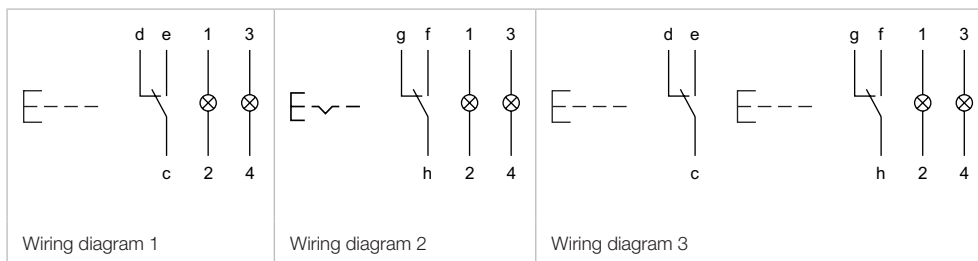 d e 1 3
c 2 4
Wiring diagram 1
g f 1 3
h 2 4
Wiring diagram 2
d e g f 1 3
c h 2 4
Wiring diagram 3